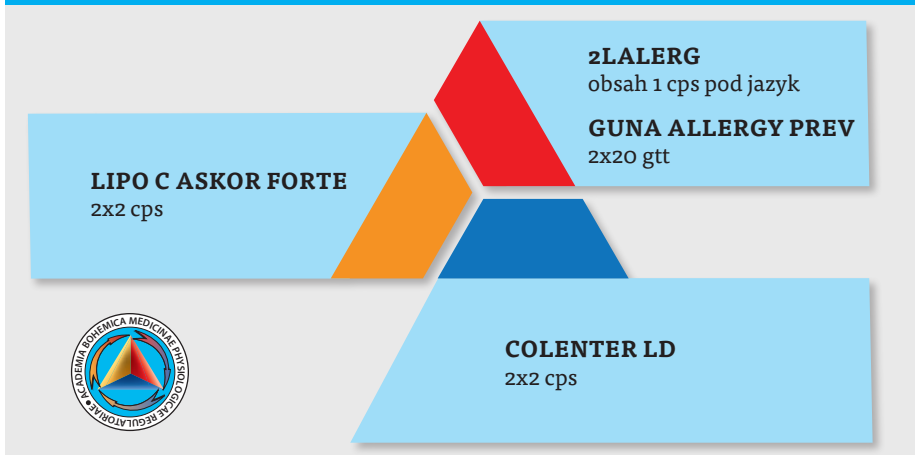 2LALERG
obsah 1 cps pod jazyk
GUNA ALLERGY PREV
2x20 gtt
LIPO C ASKOR FORTE
2x2 cps
COLENTER LD
2x2 cps
ACADEMIA BOHEMICA MEDICINAE PHYSIOLOGICAE REGULATORIAE